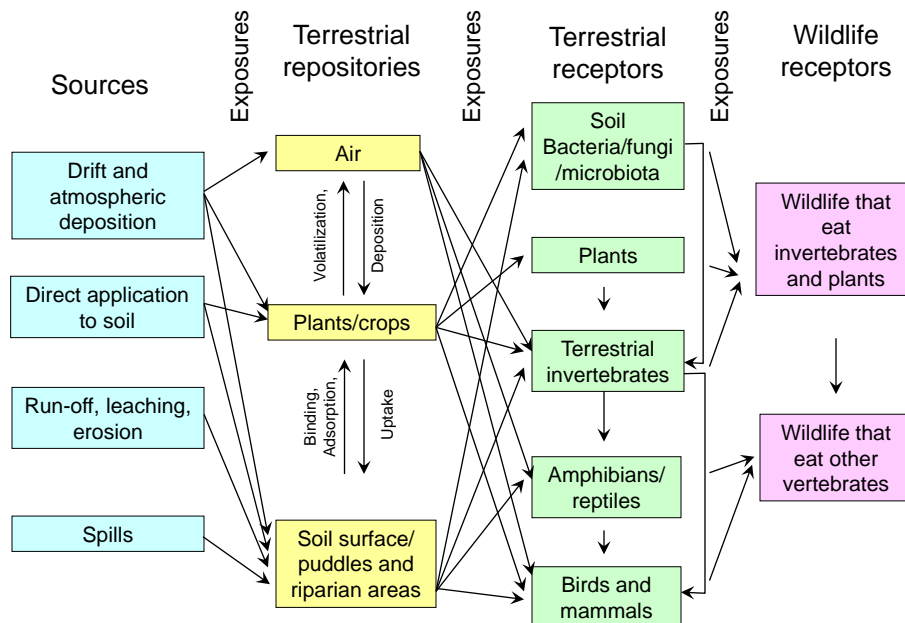 Sources
Exposures
Terrestrial
repositories
Exposures
Terrestrial
receptors
Exposures
Wildlife
receptors
Drift and
atmospheric
deposition
Direct application
to soil
Run-off, leaching,
erosion
Spills
Air
Volatilization,
Deposition
Plants/crops
Binding,
Adsorption,
Uptake
Soil surface/
puddles and
riparian areas
Soil
Bacteria/fungi
/microbiota
Plants
Terrestrial
invertebrates
Amphibians/
reptiles
Birds and
mammals
Wildlife that
eat
invertebrates
and plants
Wildlife that
eat other
vertebrates